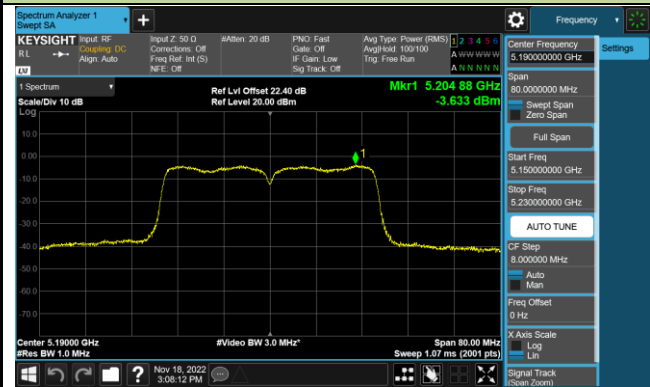 Spectrum Analyzer 1
Swept SA
Frequency
KEYSIGHT
RL
Input: RF
Coupling: DC
Align: Auto
Input Z: 50 Ω
Corrections: Off
Freq Ref: Int (S)
NFE: Off
#Atten: 20 dB
PNO: Fast
Gate: Off
IF Gain: Low
Sig Track: Off
Avg Type: Power (RMS)
Avg|Hold: 100/100
Trig: Free Run
1 2 3 4 5 6
A W W W W W
A N N N N N
LXI
1 Spectrum
Scale/Div 10 dB
Log
Ref Lvl Offset 22.40 dB
Ref Level 20.00 dBm
Mkr1 5.204 88 GHz
-3.633 dBm
1
10.0
0.00
-10.0
-20.0
-30.0
-40.0
-50.0
-60.0
-70.0
Center 5.19000 GHz
#Res BW 1.0 MHz
#Video BW 3.0 MHz*
Span 80.00 MHz
Sweep 1.07 ms (2001 pts)
Nov 18, 2022
3:08:12 PM
Center Frequency
5.190000000 GHz
Span
80.0000000 MHz
Swept Span
Zero Span
Full Span
Start Freq
5.150000000 GHz
Stop Freq
5.230000000 GHz
AUTO TUNE
CF Step
8.000000 MHz
Auto
Man
Freq Offset
0 Hz
X Axis Scale
Log
Lin
Signal Track
(Span Zoom)
Settings